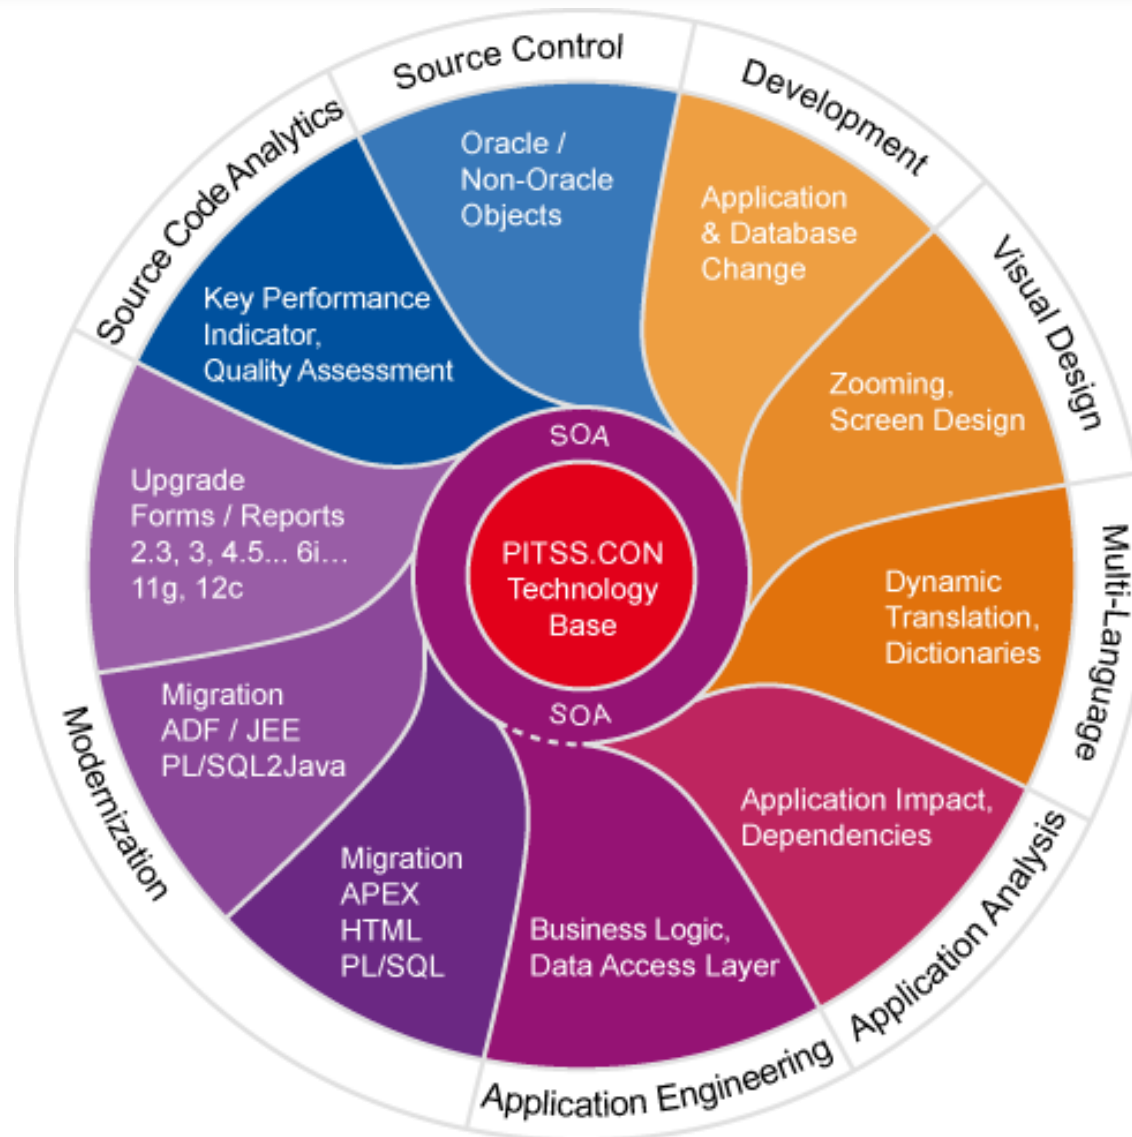 Source Control
Oracle /
Non-Oracle
Objects
Development
Application
& Database
Change
Visual Design
Zooming,
Screen Design
Multi-Language
Dynamic
Translation,
Dictionaries
Application Analysis
Application Impact,
Dependencies
Application Engineering
Business Logic,
Data Access Layer
Modernization
Migration
APEX
HTML
PL/SQL
Migration
ADF / JEE
PL/SQL2Java
Upgrade
Forms / Reports
2.3, 3, 4.5... 6i...
11g, 12c
Source Code Analytics
Key Performance
Indicator,
Quality Assessment
SOA
PITSS.CON
Technology
Base
SOA